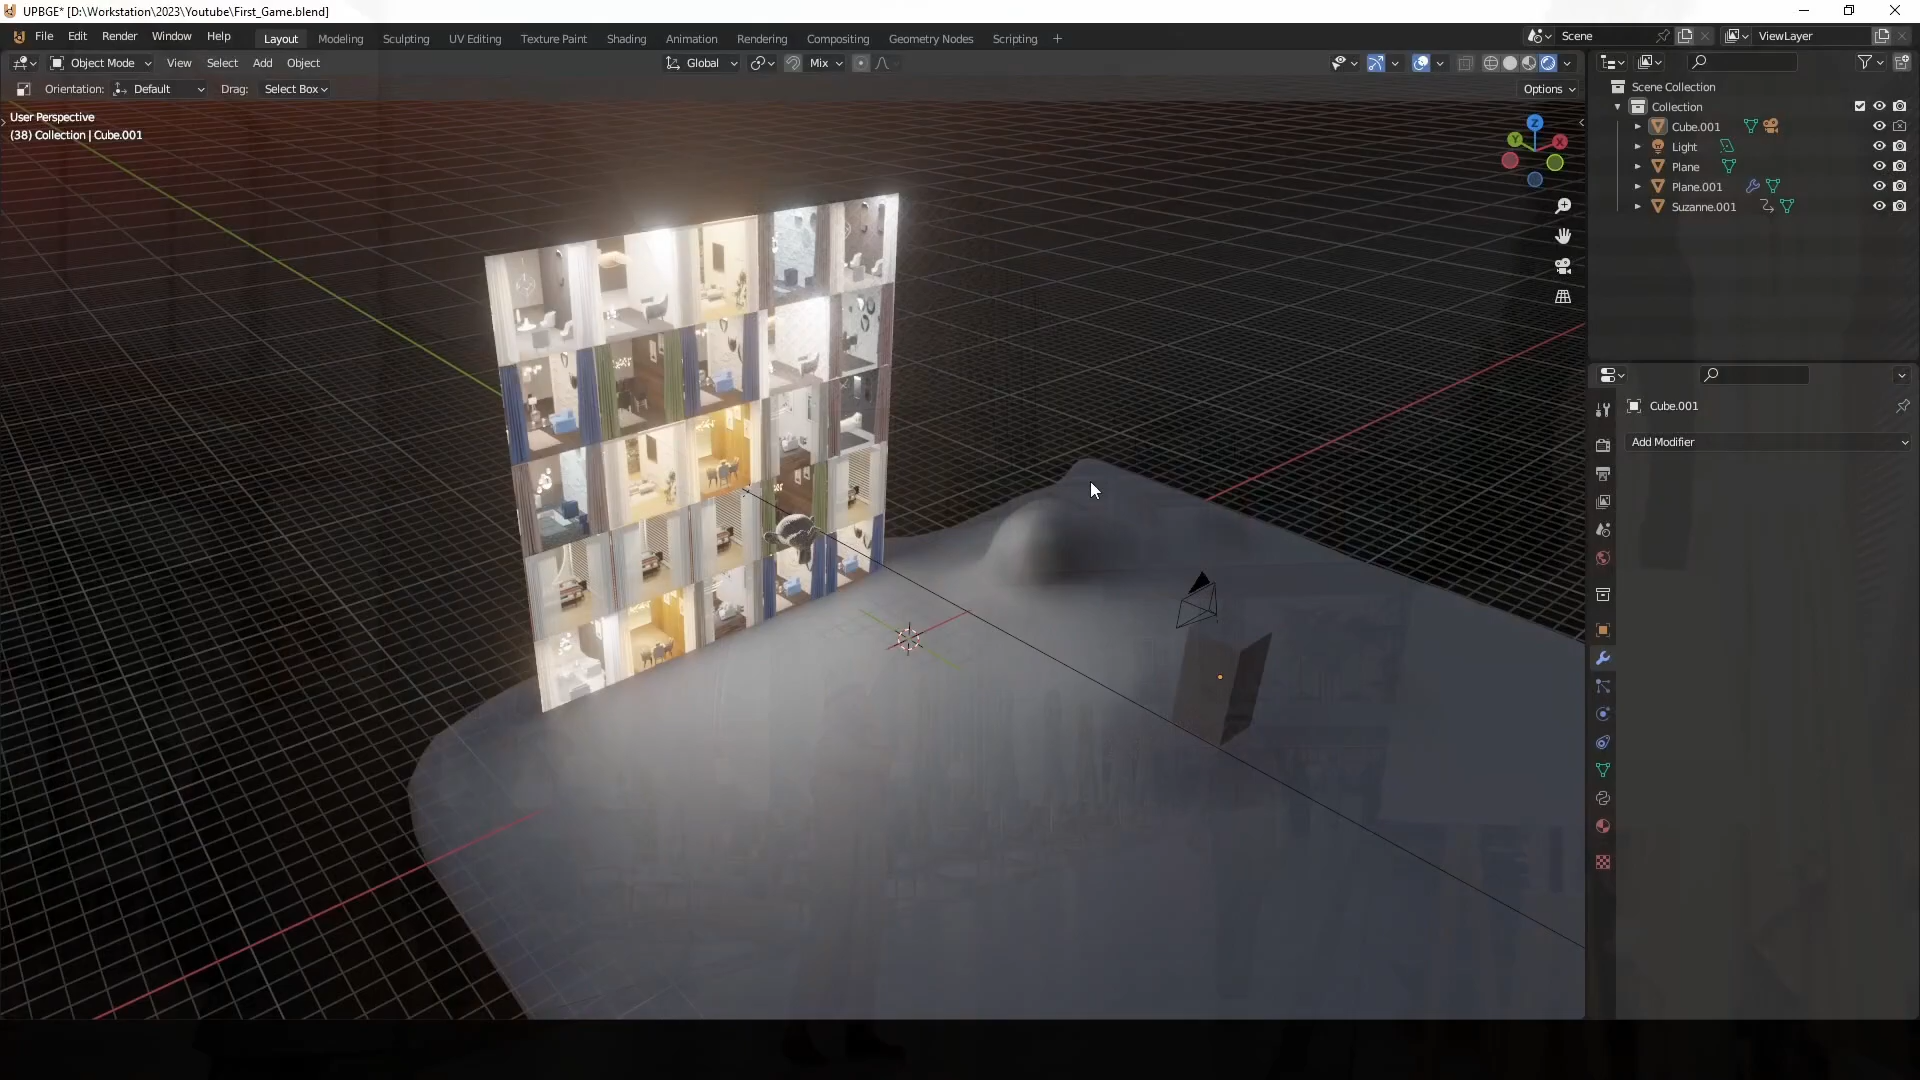 UPBGE* [D:\Workstation\2023\Youtube\First_Game.blend]
File Edit Render Window Help Layout Modeling Sculpting UV Editing Texture Paint Shading Animation Rendering Compositing Geometry Nodes Scripting + Scene ViewLayer
Object Mode View Select Add Object Global Mix
Orientation: Default Drag: Select Box Options
User Perspective
(38) Collection | Cube.001
Z
Y
X
Scene Collection
Collection
Cube.001
Light
Plane
Plane.001
Suzanne.001
Cube.001
Add Modifier